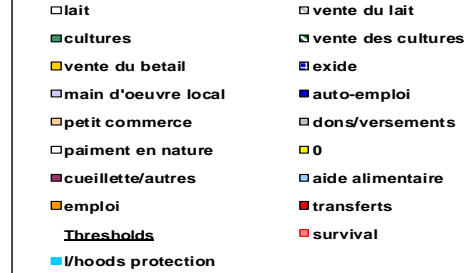 lait
vente du lait
cultures
vente des cultures
vente du betail
exide
main d'oeuvre local
auto-emploi
petit commerce
dons/versements
paiment en nature
0
cueillette/autres
aide alimentaire
emploi
transferts
Thresholds
survival
l/hoods protection